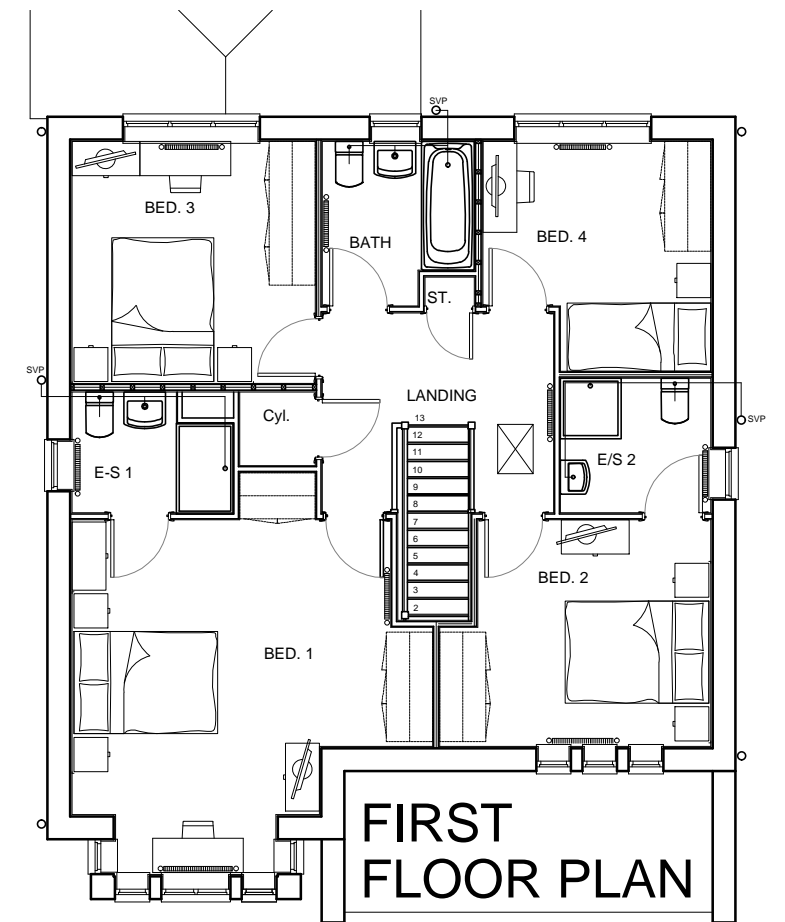 SVP
BED. 3
BATH
BED. 4
ST.
SVP
LANDING
Cyl.
13
12
11
10
9
8
7
6
5
4
3
2
SVP
E-S 1
E/S 2
BED. 2
BED. 1
FIRST
FLOOR PLAN